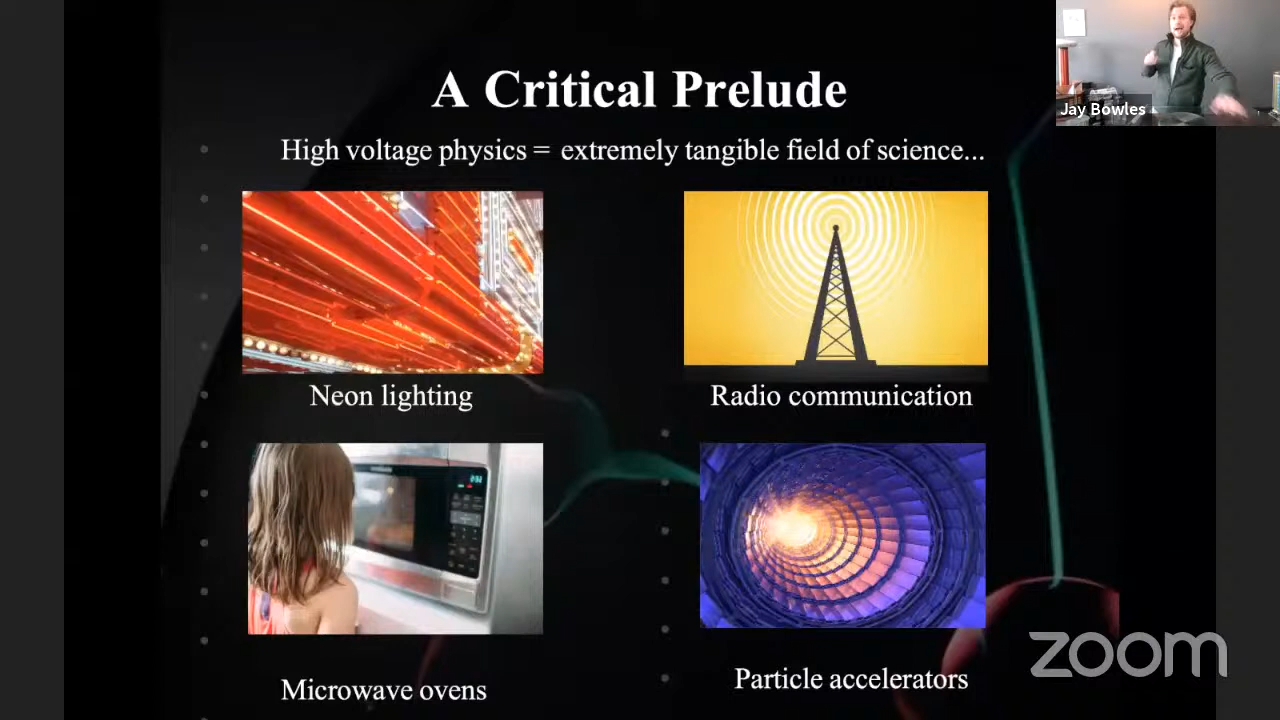 A Critical Prelude
Jay Bowles
High voltage physics = extremely tangible field of science...
Neon lighting
Radio communication
Microwave ovens
Particle accelerators
zoom